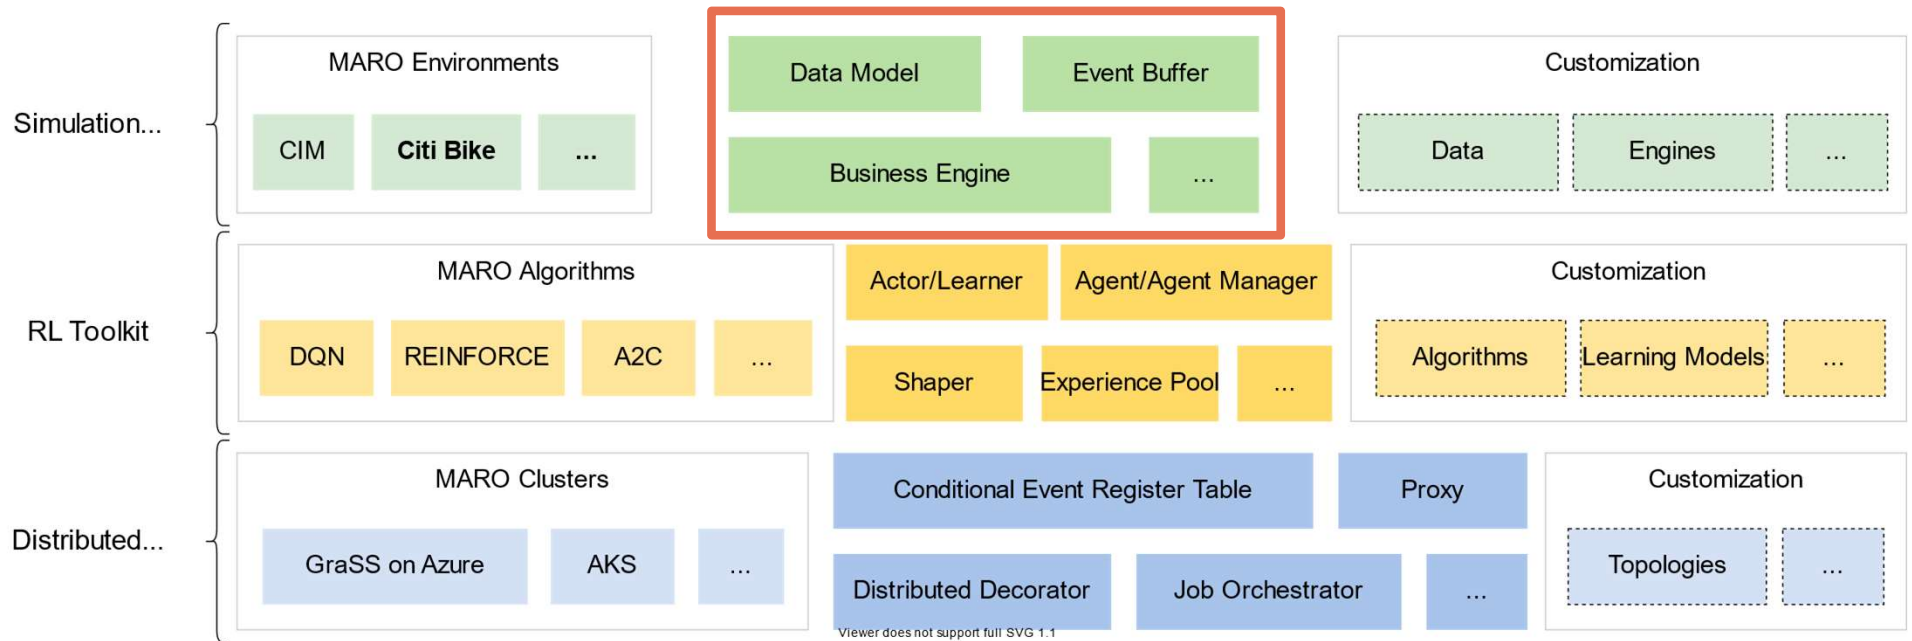 Simulation...
MARO Environments
CIM
Citi Bike
...
Data Model
Event Buffer
Business Engine
...
Customization
Data
Engines
...
RL Toolkit
MARO Algorithms
DQN
REINFORCE
A2C
...
Actor/Learner
Agent/Agent Manager
Shaper
Experience Pool
...
Customization
Algorithms
Learning Models
...
Distributed...
MARO Clusters
GraSS on Azure
AKS
...
Conditional Event Register Table
Proxy
Distributed Decorator
Job Orchestrator
...
Customization
Topologies
...
Viewer does not support full SVG 1.1